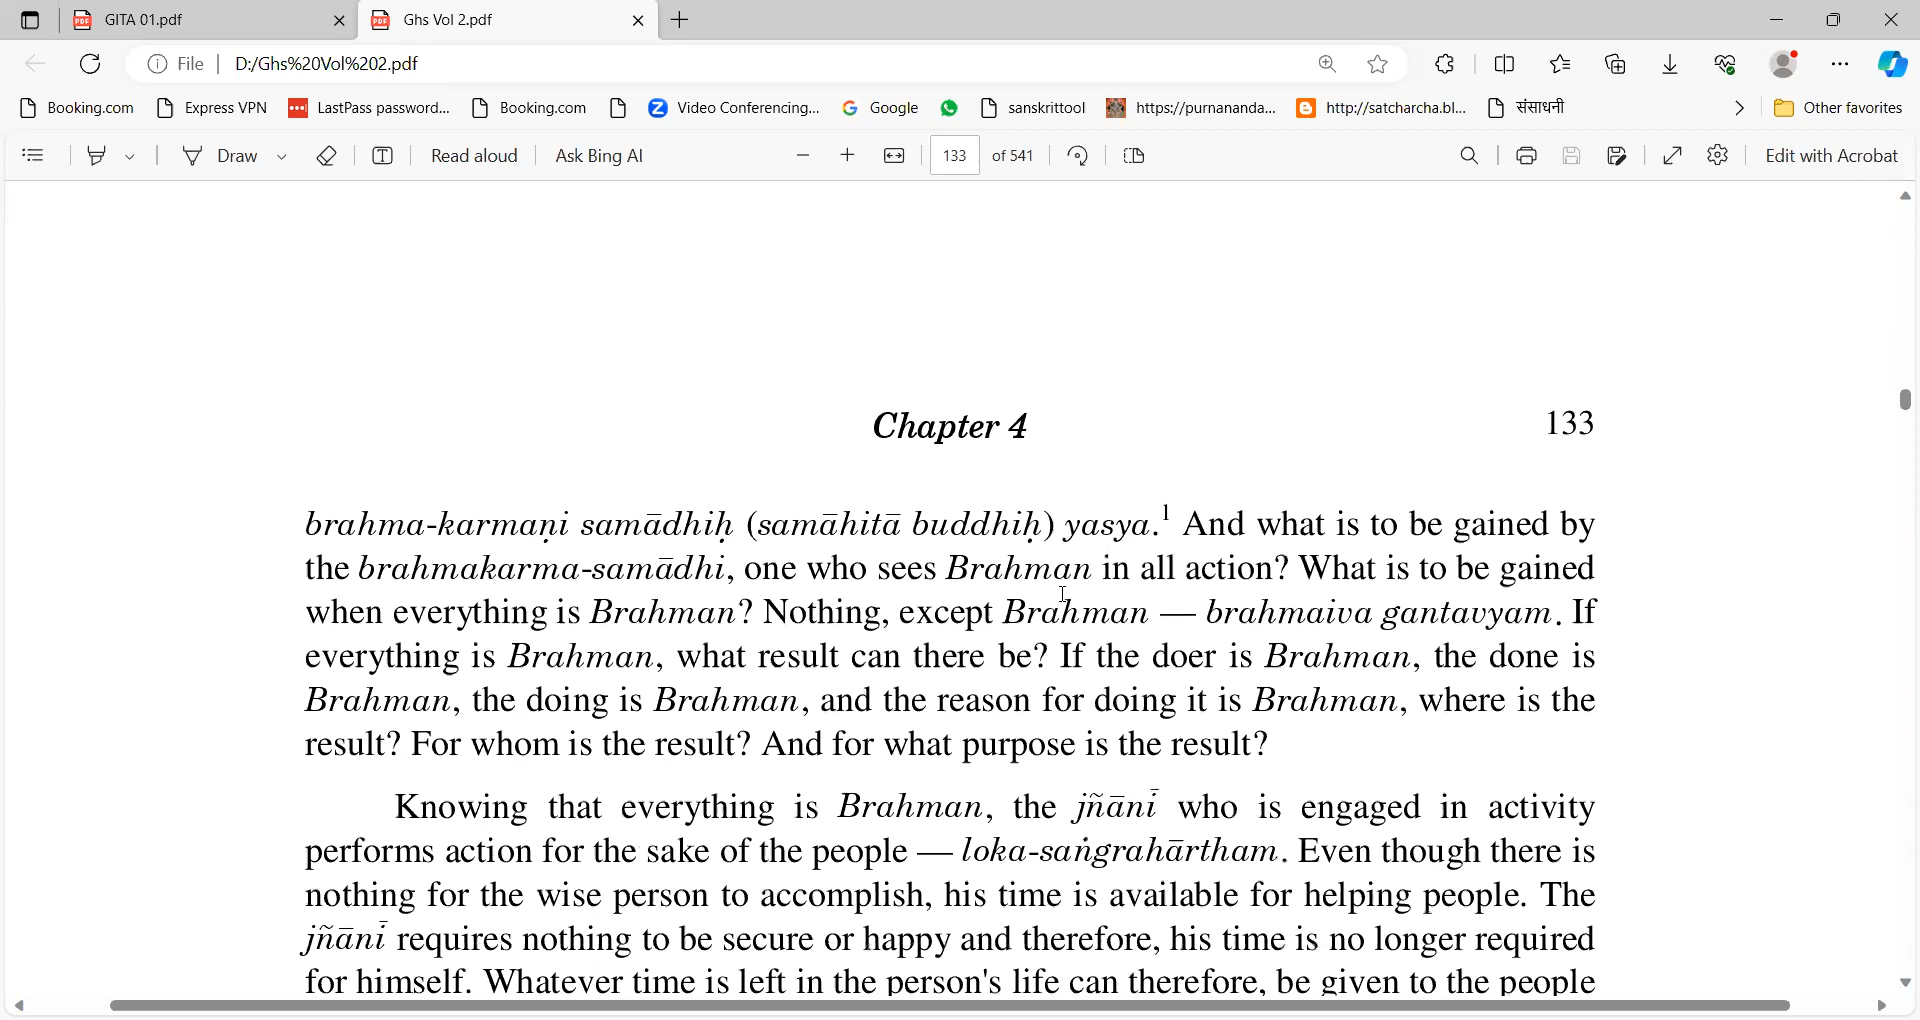 GITA 01.pdf
Ghs Vol 2.pdf
File | D:/Ghs%20Vol%202.pdf
Booking.com Express VPN LastPass password... Booking.com Video Conferencing... Google sanskrittool https://purnananda... http://satcharcha.bl... संसाधनी Other favorites
Draw Read aloud Ask Bing AI 133 of 541 Edit with Acrobat
Chapter 4 133
brahma-karmaṇi samādhiḥ (samāhitā buddhiḥ) yasya.¹ And what is to be gained by
the brahmakarma-samādhi, one who sees Brahman in all action? What is to be gained
when everything is Brahman? Nothing, except Brahman — brahmaiva gantavyam. If
everything is Brahman, what result can there be? If the doer is Brahman, the done is
Brahman, the doing is Brahman, and the reason for doing it is Brahman, where is the
result? For whom is the result? And for what purpose is the result?
Knowing that everything is Brahman, the jñānī who is engaged in activity
performs action for the sake of the people — loka-saṅgrahārtham. Even though there is
nothing for the wise person to accomplish, his time is available for helping people. The
jñānī requires nothing to be secure or happy and therefore, his time is no longer required
for himself. Whatever time is left in the person's life can therefore, be given to the people